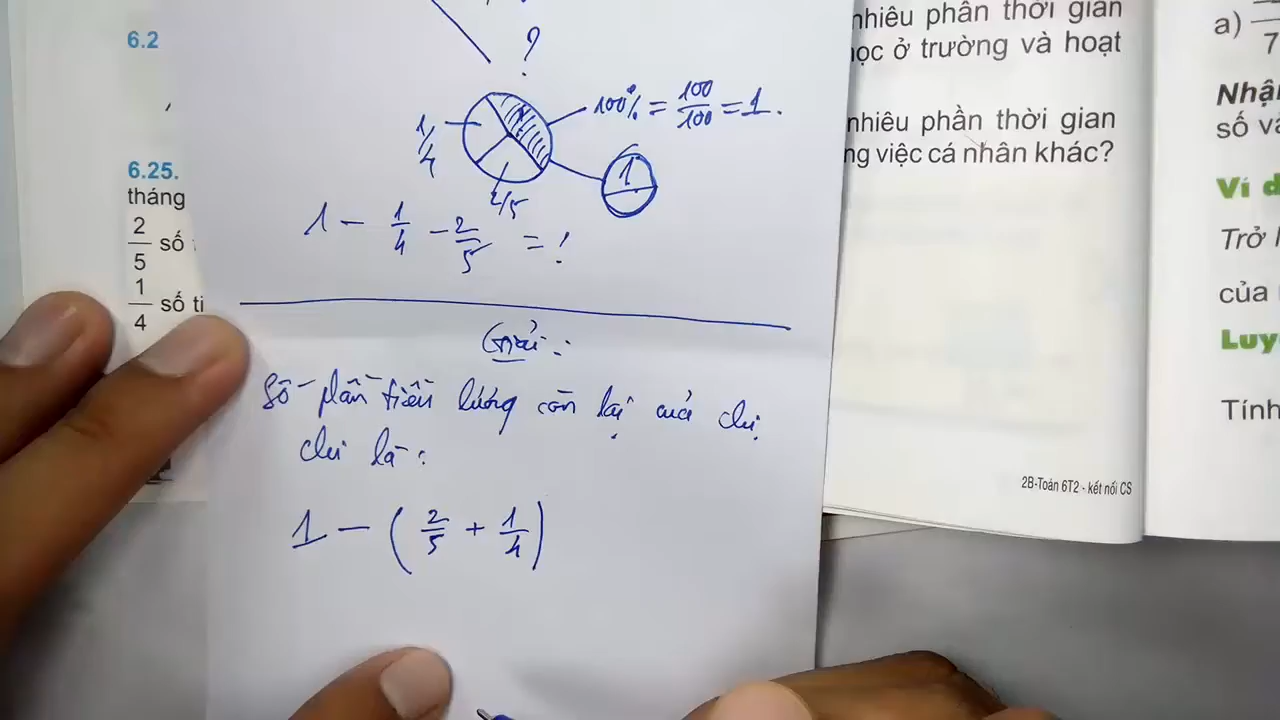 6.2
6.25.
tháng
2/5 số
1/4 số ti
?
100% = 100/100 = 1.
1/4
2/5
1
1 - 1/4 - 2/5 = !
Giải:
Số phần tiền lương còn lại của chị
Chi là:
1 - (2/5 + 1/4)
nhiêu phần thời gian
học ở trường và hoạt
nhiêu phần thời gian
ng việc cá nhân khác?
2B-Toán 6T2 - kết nối CS
a)
7
Nhậ
số và
Ví d
Trở
của
Luy
Tính